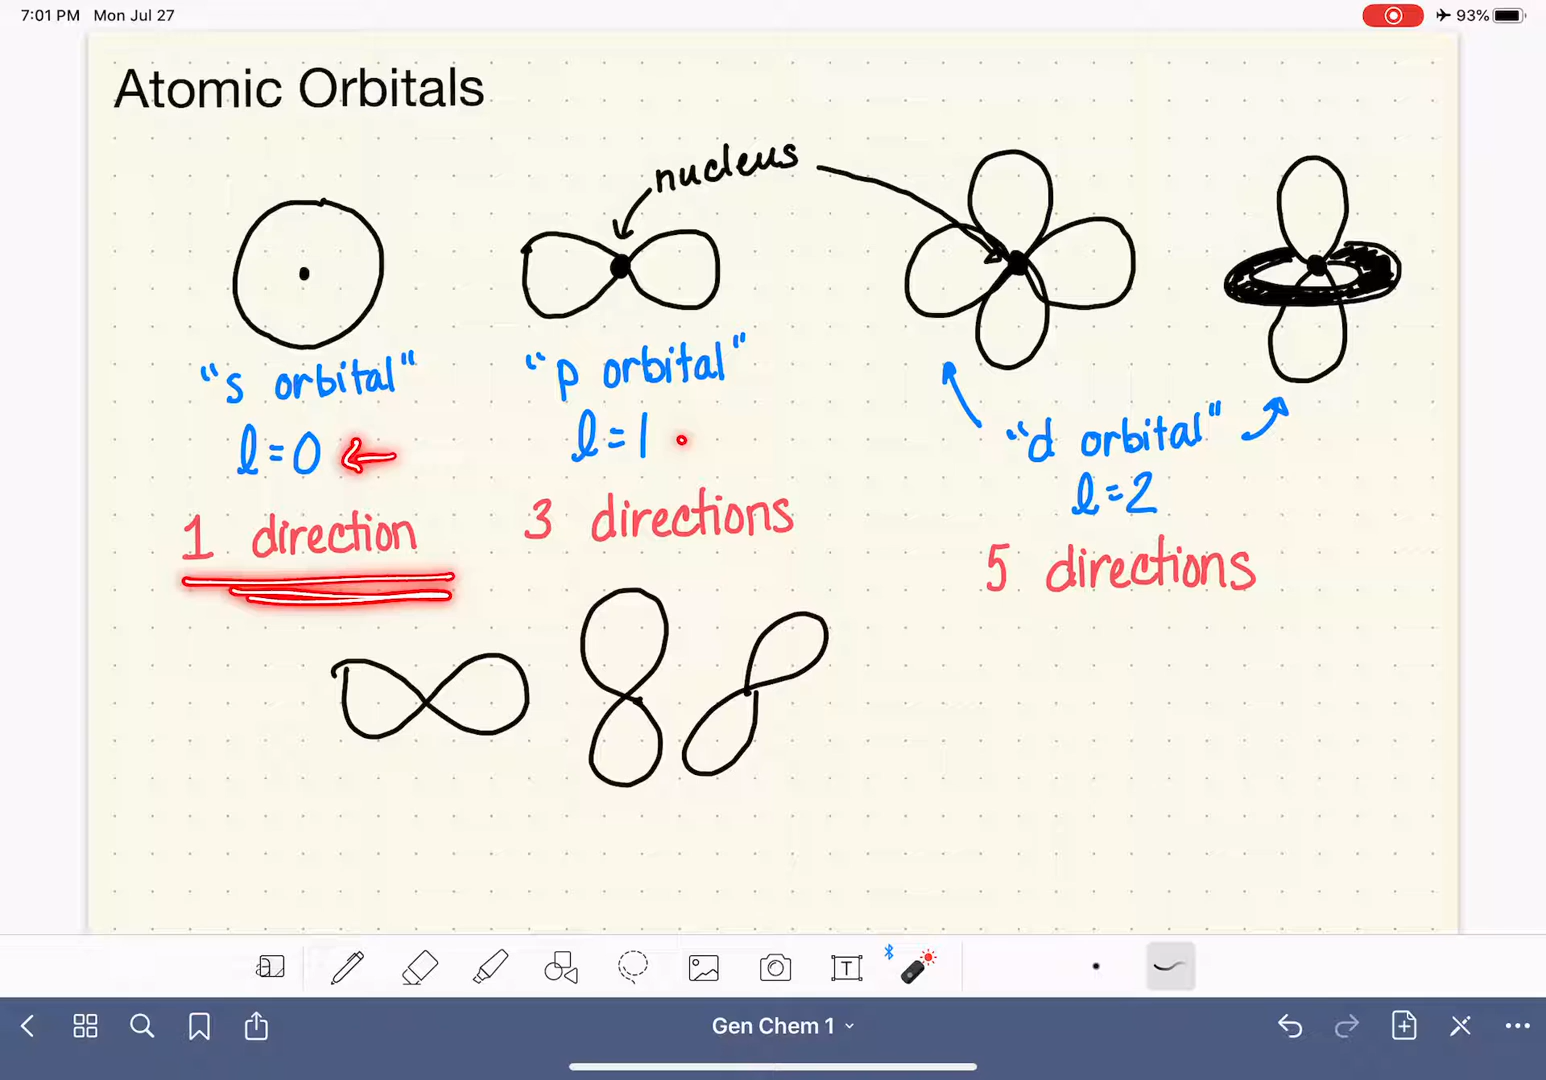 7:01 PM Mon Jul 27
93%
Atomic Orbitals
nucleus
"s orbital"
l=0
1 direction
"p orbital"
l=1
3 directions
"d orbital"
l=2
5 directions
T
Gen Chem 1